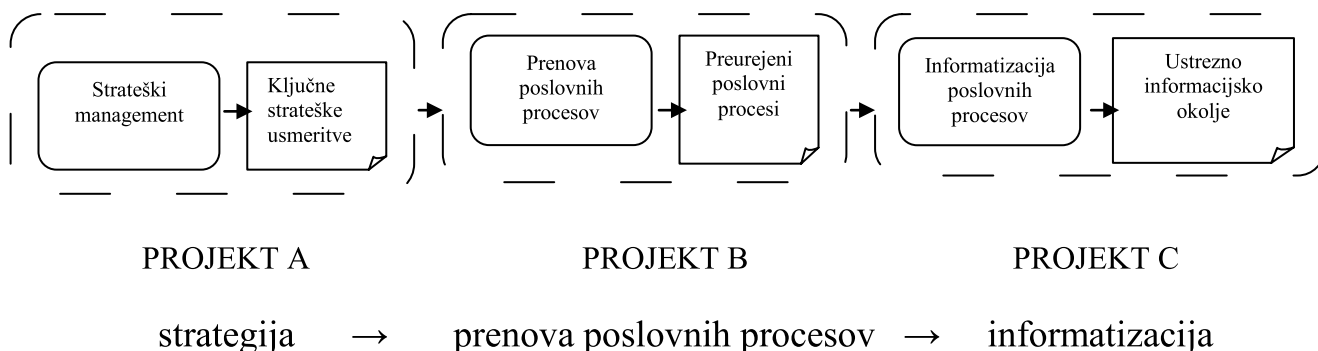 Strateški
management
Ključne
strateške
usmeritve
Prenova
poslovnih
procesov
Preurejeni
poslovni
procesi
Informatizacija
poslovnih
procesov
Ustrezno
informacijsko
okolje
PROJEKT A
PROJEKT B
PROJEKT C
strategija → prenova poslovnih procesov → informatizacija